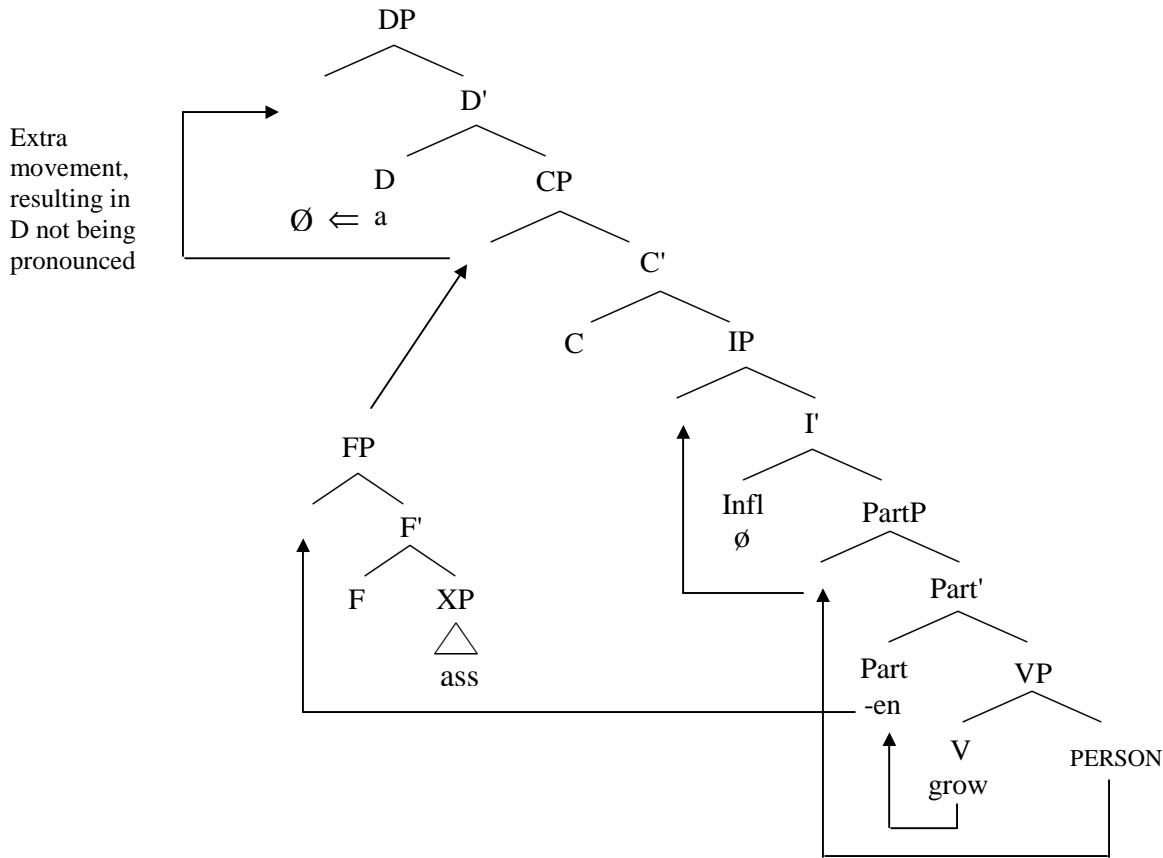 DP
D'
Extra
movement,
resulting in
D not being
pronounced
D CP
Ø ⇐ a
C'
C IP
FP
I'
Infl PartP
ø
F'
F XP
Part'
ass
Part VP
-en
V PERSON
grow